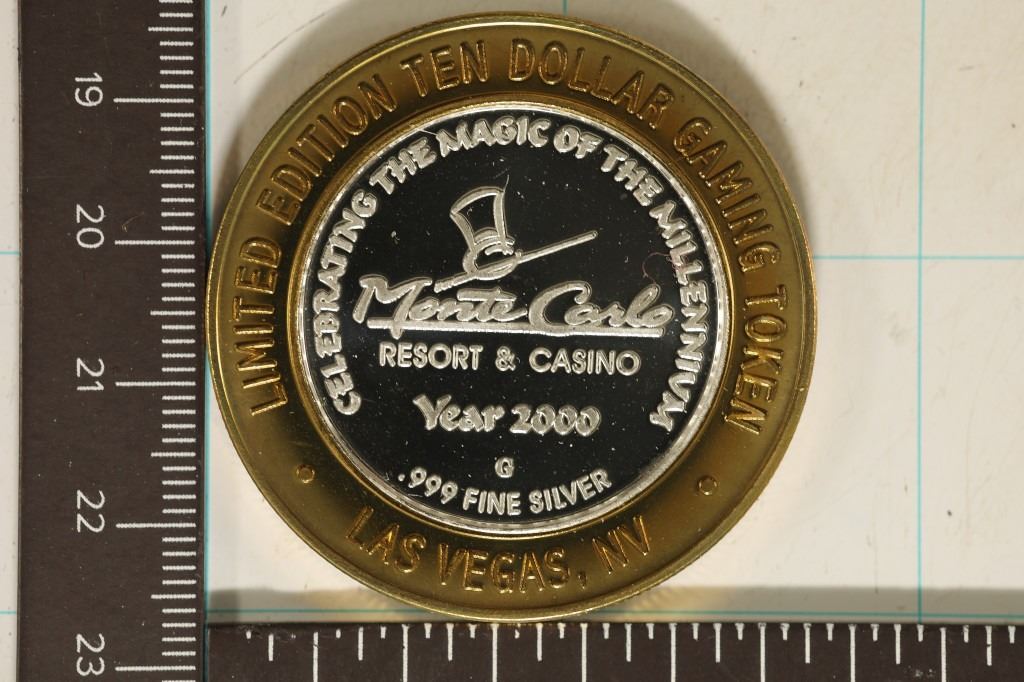 LIMITED EDITION TEN DOLLAR GAMING TOKEN
CELEBRATING THE MAGIC OF THE MILLENNIUM
Monte Carlo
RESORT & CASINO
Year 2000
G
.999 FINE SILVER
LAS VEGAS, NV
19
20
21
22
23